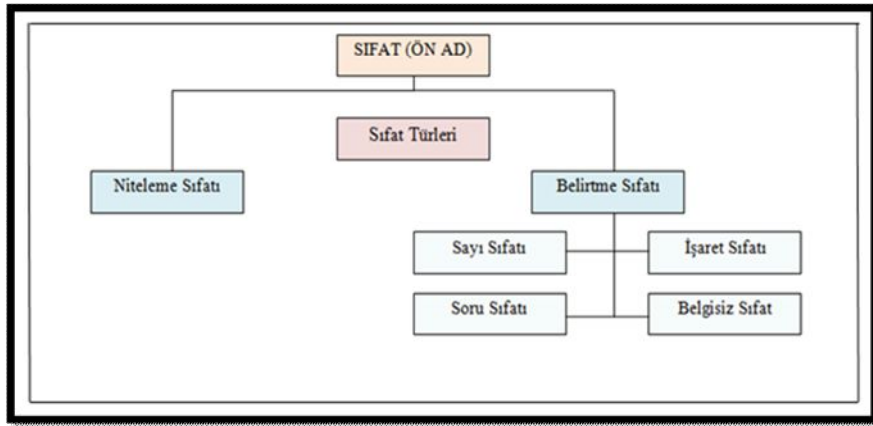 SIFAT (ÖN AD)
Sıfat Türleri
Niteleme Sıfatı
Belirtme Sıfatı
Sayı Sıfatı
İşaret Sıfatı
Soru Sıfatı
Belgisiz Sıfat